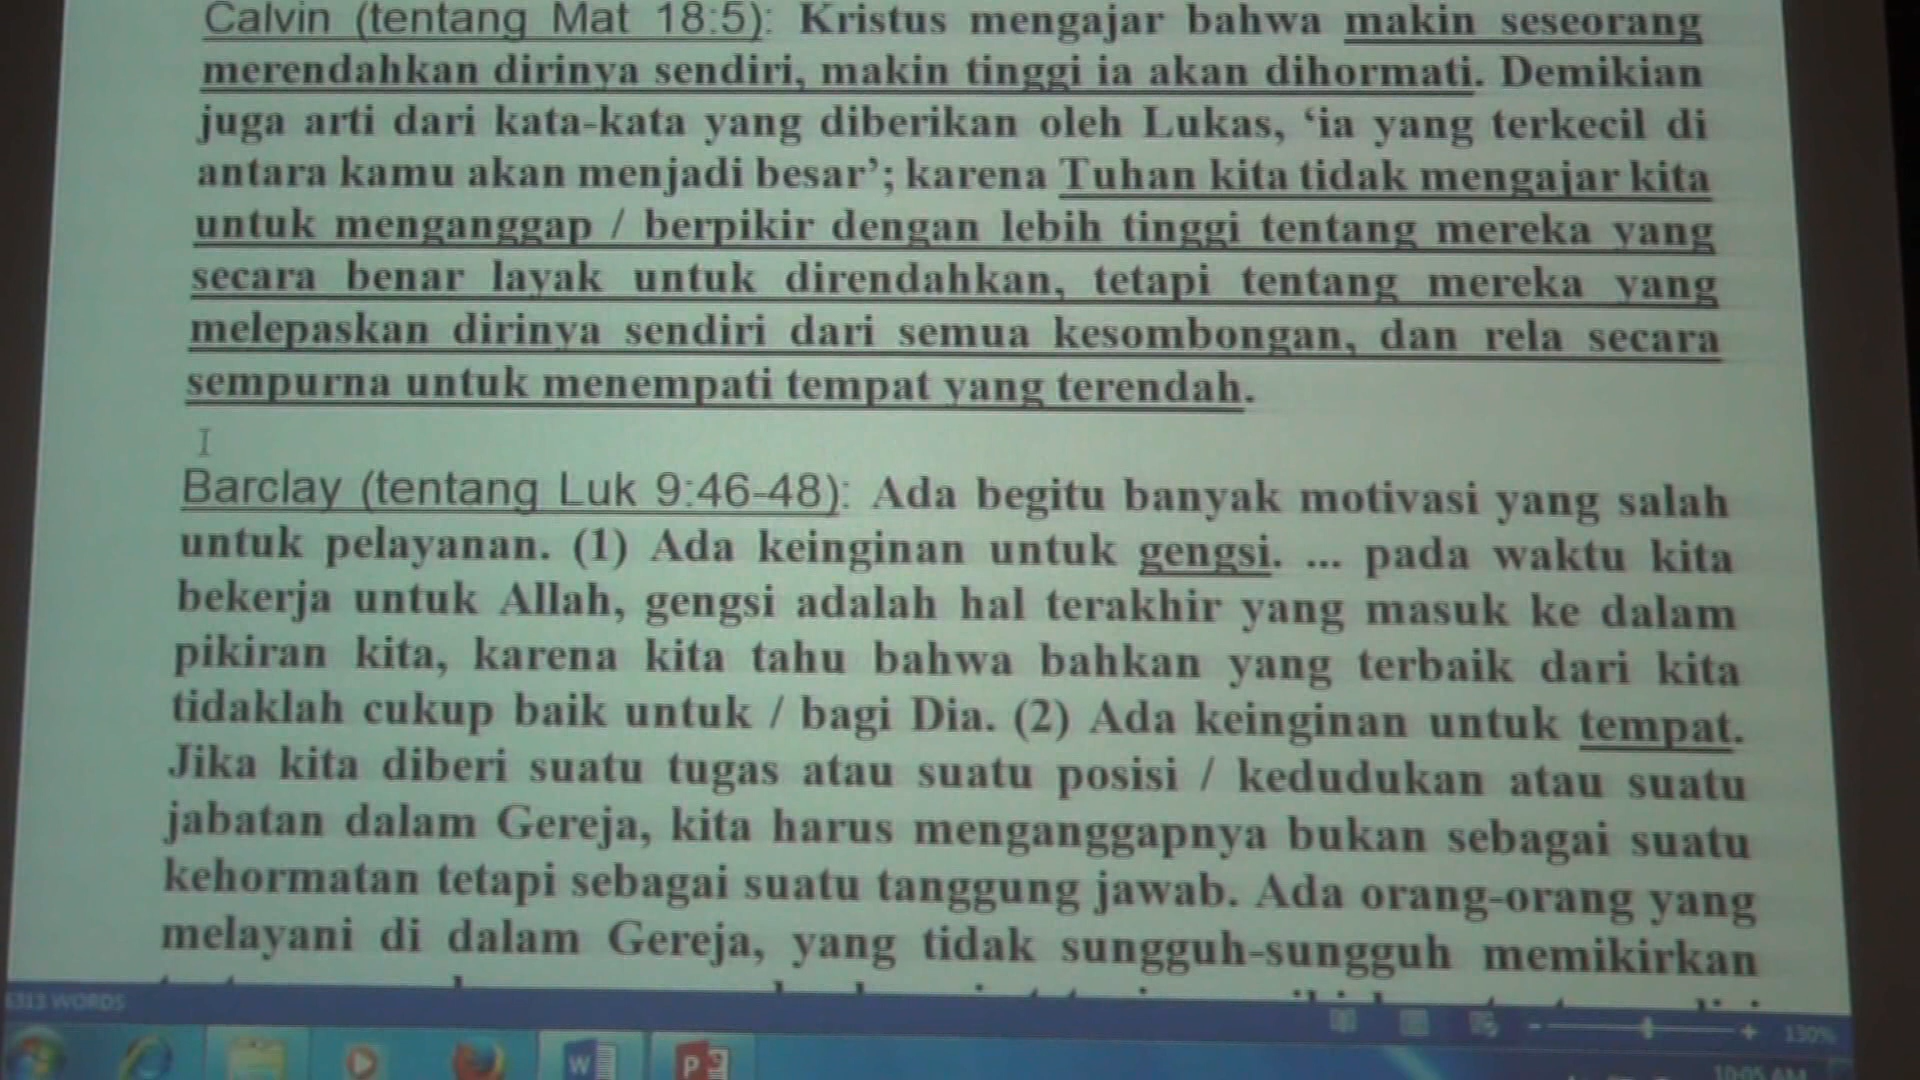 Calvin (tentang Mat 18:5): Kristus mengajar bahwa makin seseorang
merendahkan dirinya sendiri, makin tinggi ia akan dihormati. Demikian
juga arti dari kata-kata yang diberikan oleh Lukas, ‘ia yang terkecil di
antara kamu akan menjadi besar’; karena Tuhan kita tidak mengajar kita
untuk menganggap / berpikir dengan lebih tinggi tentang mereka yang
secara benar layak untuk direndahkan, tetapi tentang mereka yang
melepaskan dirinya sendiri dari semua kesombongan, dan rela secara
sempurna untuk menempati tempat yang terendah.
Barclay (tentang Luk 9:46-48): Ada begitu banyak motivasi yang salah
untuk pelayanan. (1) Ada keinginan untuk gengsi. ... pada waktu kita
bekerja untuk Allah, gengsi adalah hal terakhir yang masuk ke dalam
pikiran kita, karena kita tahu bahwa bahkan yang terbaik dari kita
tidaklah cukup baik untuk / bagi Dia. (2) Ada keinginan untuk tempat.
Jika kita diberi suatu tugas atau suatu posisi / kedudukan atau suatu
jabatan dalam Gereja, kita harus menganggapnya bukan sebagai suatu
kehormatan tetapi sebagai suatu tanggung jawab. Ada orang-orang yang
melayani di dalam Gereja, yang tidak sungguh-sungguh memikirkan
6313 WORDS
130%
10:05 AM